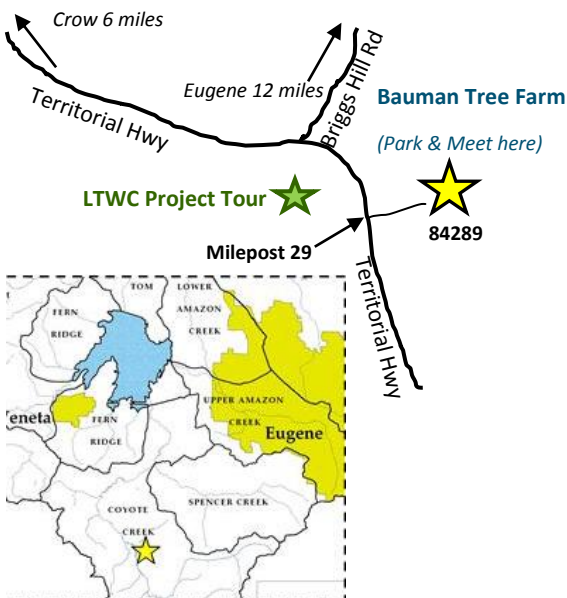 Crow 6 miles
Eugene 12 miles
Territorial Hwy
Briggs Hill Rd
Bauman Tree Farm
(Park & Meet here)
LTWC Project Tour
84289
Milepost 29
Territorial Hwy
TOM
LOWER
AMAZON
CREEK
FERN
RIDGE
UPPER AMAZON
CREEK
eneta
FERN
RIDGE
Eugene
SPENCER CREEK
COYOTE
CREEK